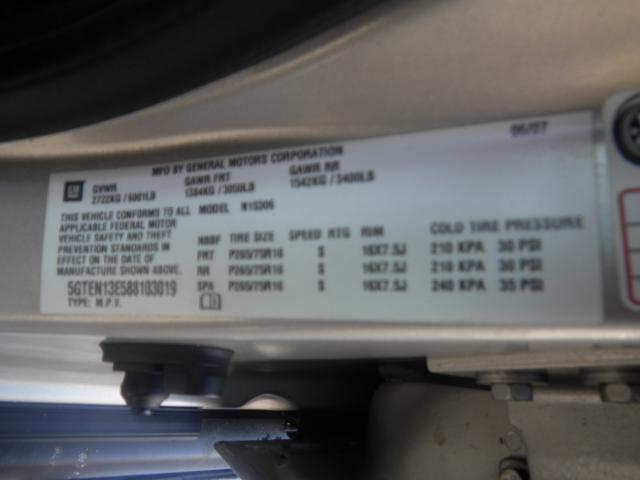 06/07
MFD BY GENERAL MOTORS CORPORATION
GM
GVWR GAWR FRT GAWR RR
2722KG / 6001LB 1384KG / 3050LB 1542KG / 3400LB
THIS VEHICLE CONFORMS TO ALL MODEL N15306
APPLICABLE FEDERAL MOTOR
VEHICLE SAFETY AND THEFT
PREVENTION STANDARDS IN
EFFECT ON THE DATE OF
MANUFACTURE SHOWN ABOVE.
5GTEN13E588103019
TYPE: M.P.V.
TIRE SIZE SPEED RTG RIM COLD TIRE PRESSURE
FRT P265/75R16 S 16X7.5J 210 KPA 30 PSI
RR P265/75R16 S 16X7.5J 210 KPA 30 PSI
SPA P265/75R16 S 16X7.5J 240 KPA 35 PSI